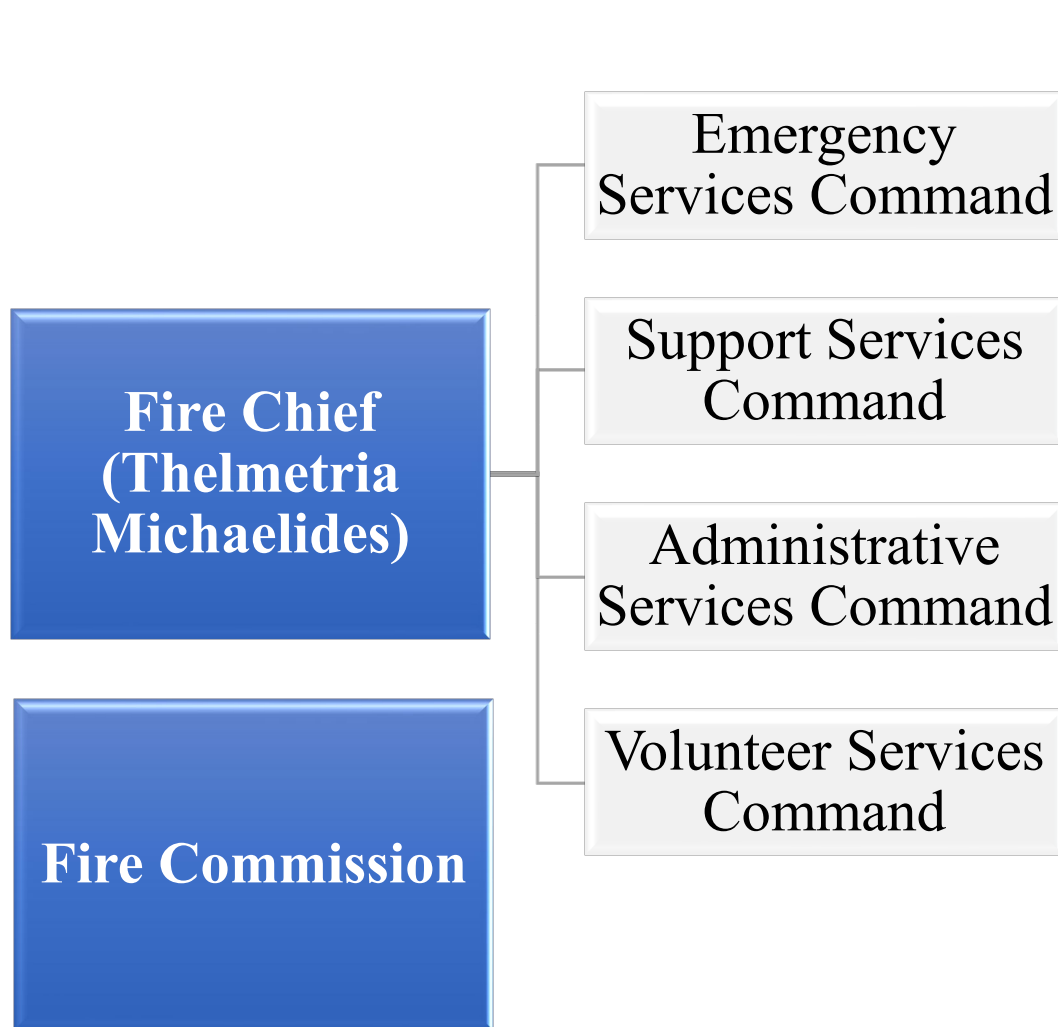 Emergency
Services Command
Support Services
Command
Fire Chief
(Thelmetria
Michaelides)
Administrative
Services Command
Volunteer Services
Command
Fire Commission